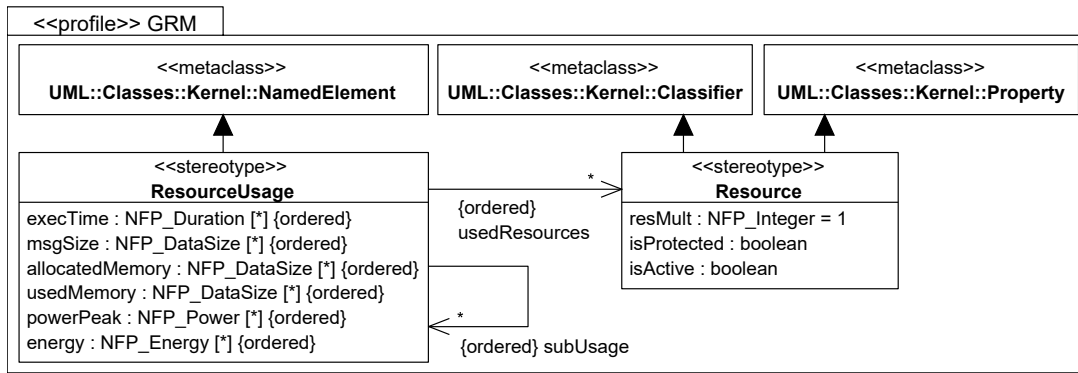 <<profile>> GRM
<<metaclass>>
UML::Classes::Kernel::NamedElement
<<metaclass>>
UML::Classes::Kernel::Classifier
<<metaclass>>
UML::Classes::Kernel::Property
<<stereotype>>
ResourceUsage
execTime : NFP_Duration [*] {ordered}
msgSize : NFP_DataSize [*] {ordered}
allocatedMemory : NFP_DataSize [*] {ordered}
usedMemory : NFP_DataSize [*] {ordered}
powerPeak : NFP_Power [*] {ordered}
energy : NFP_Energy [*] {ordered}
*
{ordered}
usedResources
*
{ordered} subUsage
<<stereotype>>
Resource
resMult : NFP_Integer = 1
isProtected : boolean
isActive : boolean